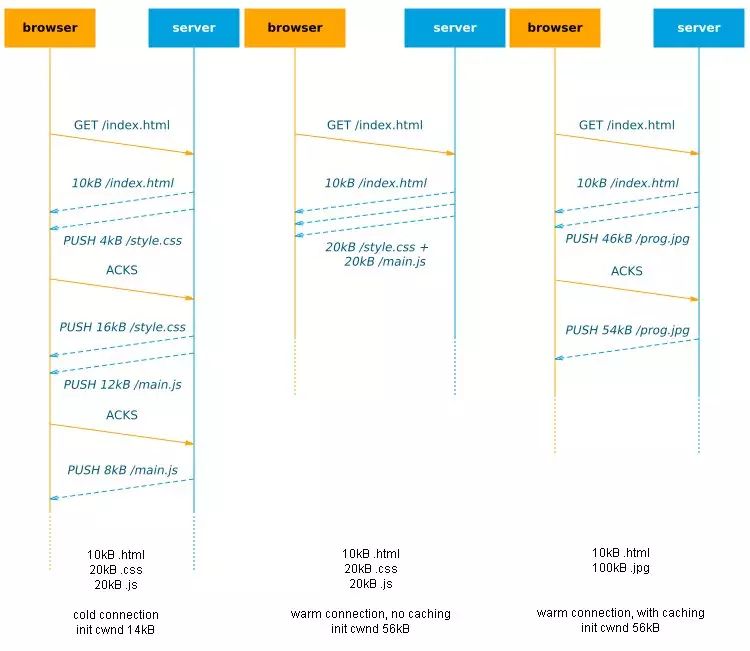 browser
server
GET /index.html
10kB /index.html
PUSH 4kB /style.css
ACKS
PUSH 16kB /style.css
PUSH 12kB /main.js
ACKS
PUSH 8kB /main.js
10kB .html
20kB .css
20kB .js
cold connection
init cwnd 14kB
browser
server
GET /index.html
10kB /index.html
20kB /style.css +
20kB /main.js
10kB .html
20kB .css
20kB .js
warm connection, no caching
init cwnd 56kB
browser
server
GET /index.html
10kB /index.html
PUSH 46kB /prog.jpg
ACKS
PUSH 54kB /prog.jpg
10kB .html
100kB .jpg
warm connection, with caching
init cwnd 56kB